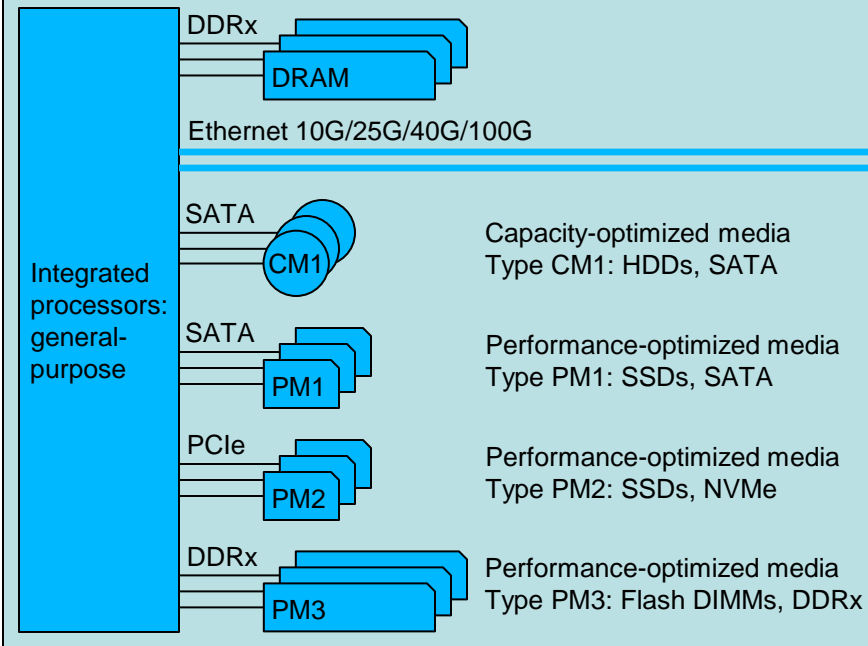 DDRx
DRAM
Ethernet 10G/25G/40G/100G
SATA
CM1
Capacity-optimized media
Type CM1: HDDs, SATA
Integrated
processors:
general-
purpose
SATA
PM1
Performance-optimized media
Type PM1: SSDs, SATA
PCIe
PM2
Performance-optimized media
Type PM2: SSDs, NVMe
DDRx
PM3
Performance-optimized media
Type PM3: Flash DIMMs, DDRx